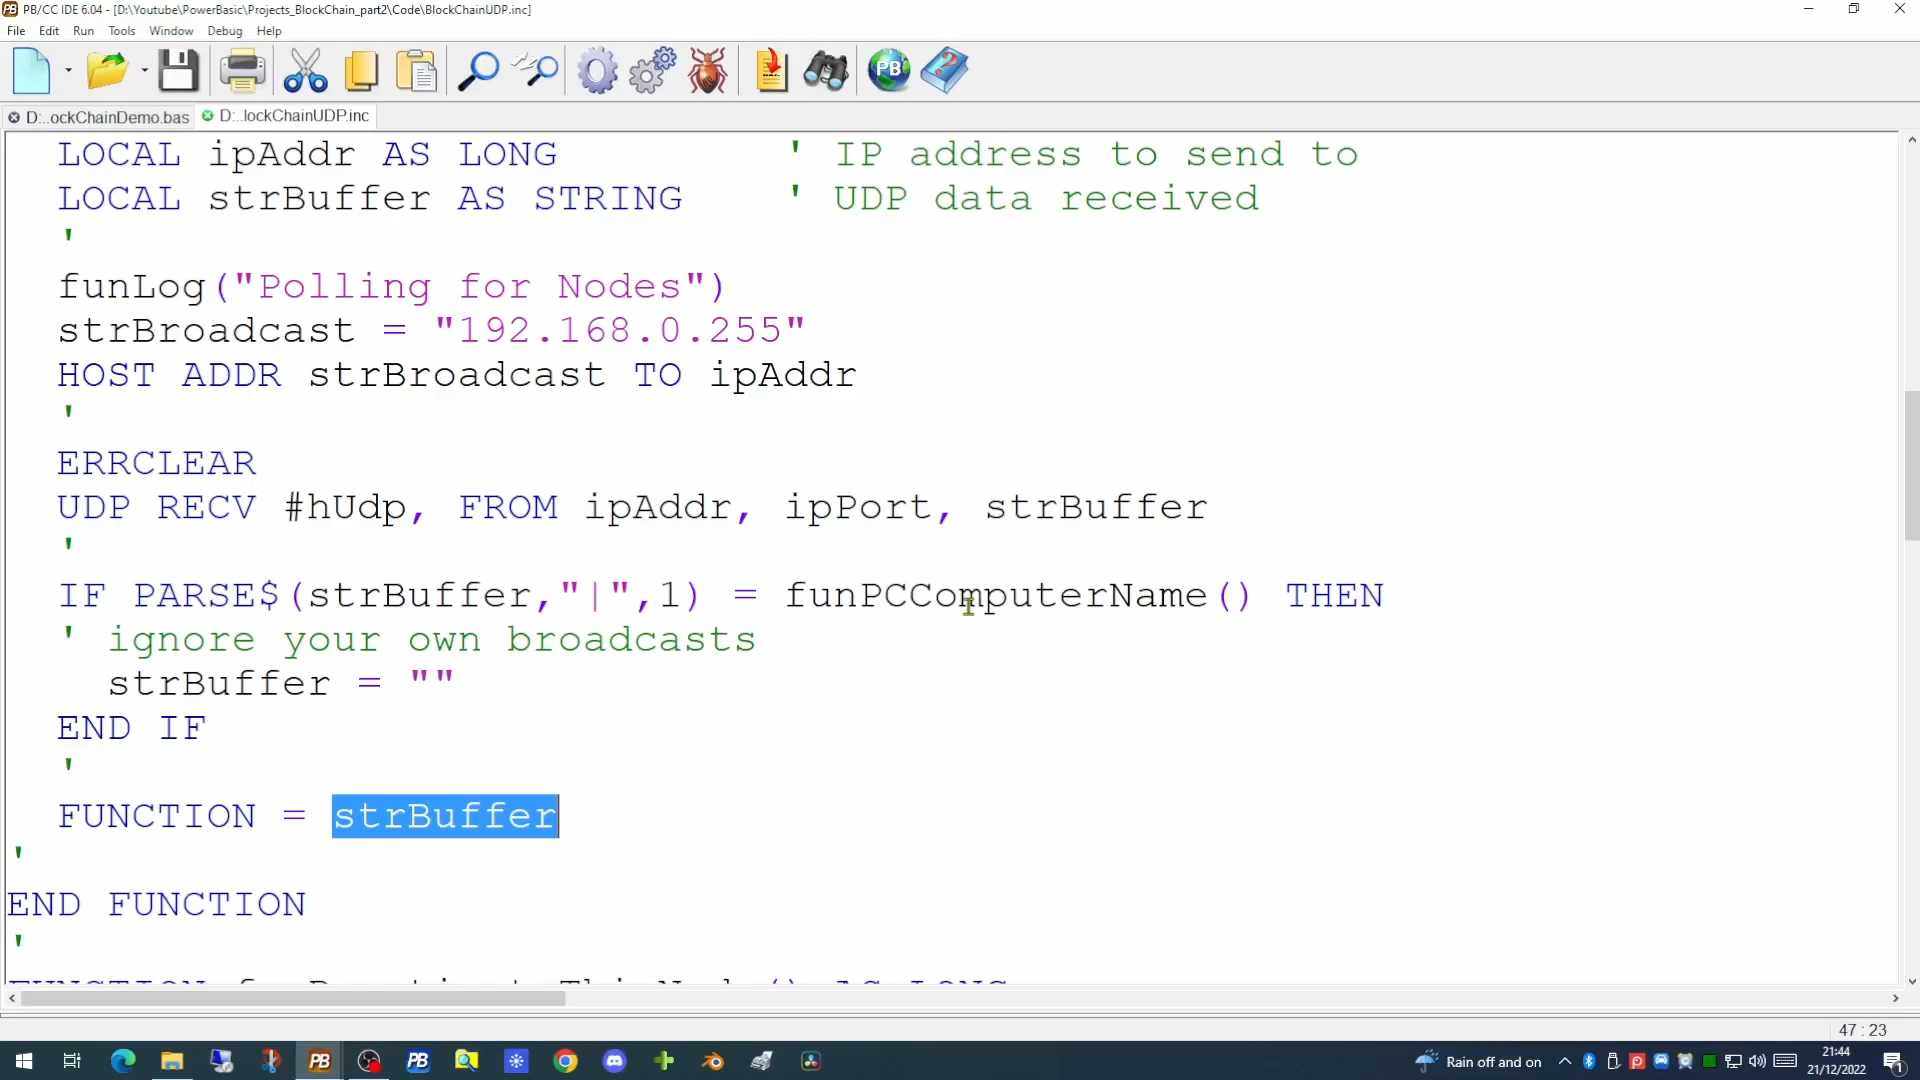 PB/CC IDE 6.04 - [D:\Youtube\PowerBasic\Projects_BlockChain_part2\Code\BlockChainUDP.inc]
File Edit Run Tools Window Debug Help
PB
D:..ockChainDemo.bas D:..lockChainUDP.inc
LOCAL ipAddr AS LONG ' IP address to send to
LOCAL strBuffer AS STRING ' UDP data received
'
funLog("Polling for Nodes")
strBroadcast = "192.168.0.255"
HOST ADDR strBroadcast TO ipAddr
'
ERRCLEAR
UDP RECV #hUdp, FROM ipAddr, ipPort, strBuffer
'
IF PARSE$(strBuffer,"|",1) = funPCComputerName() THEN
' ignore your own broadcasts
strBuffer = ""
END IF
'
FUNCTION = strBuffer
'
END FUNCTION
'
47 : 23
PB PB Rain off and on 21:44
21/12/2022
1